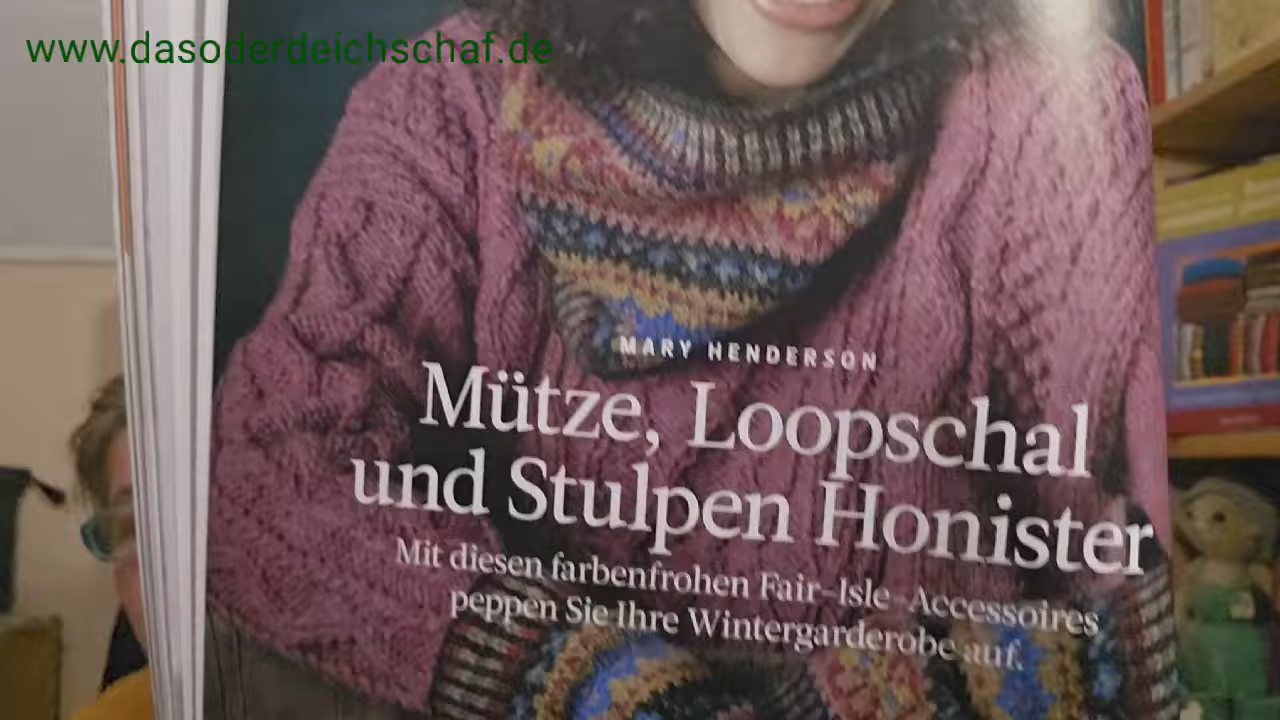 www.dasoderdeichschaf.de
MARY HENDERSON
Mütze, Loopschal
und Stulpen Honister
Mit diesen farbenfrohen Fair-Isle-Accessoires
peppen Sie Ihre Wintergarderobe auf.